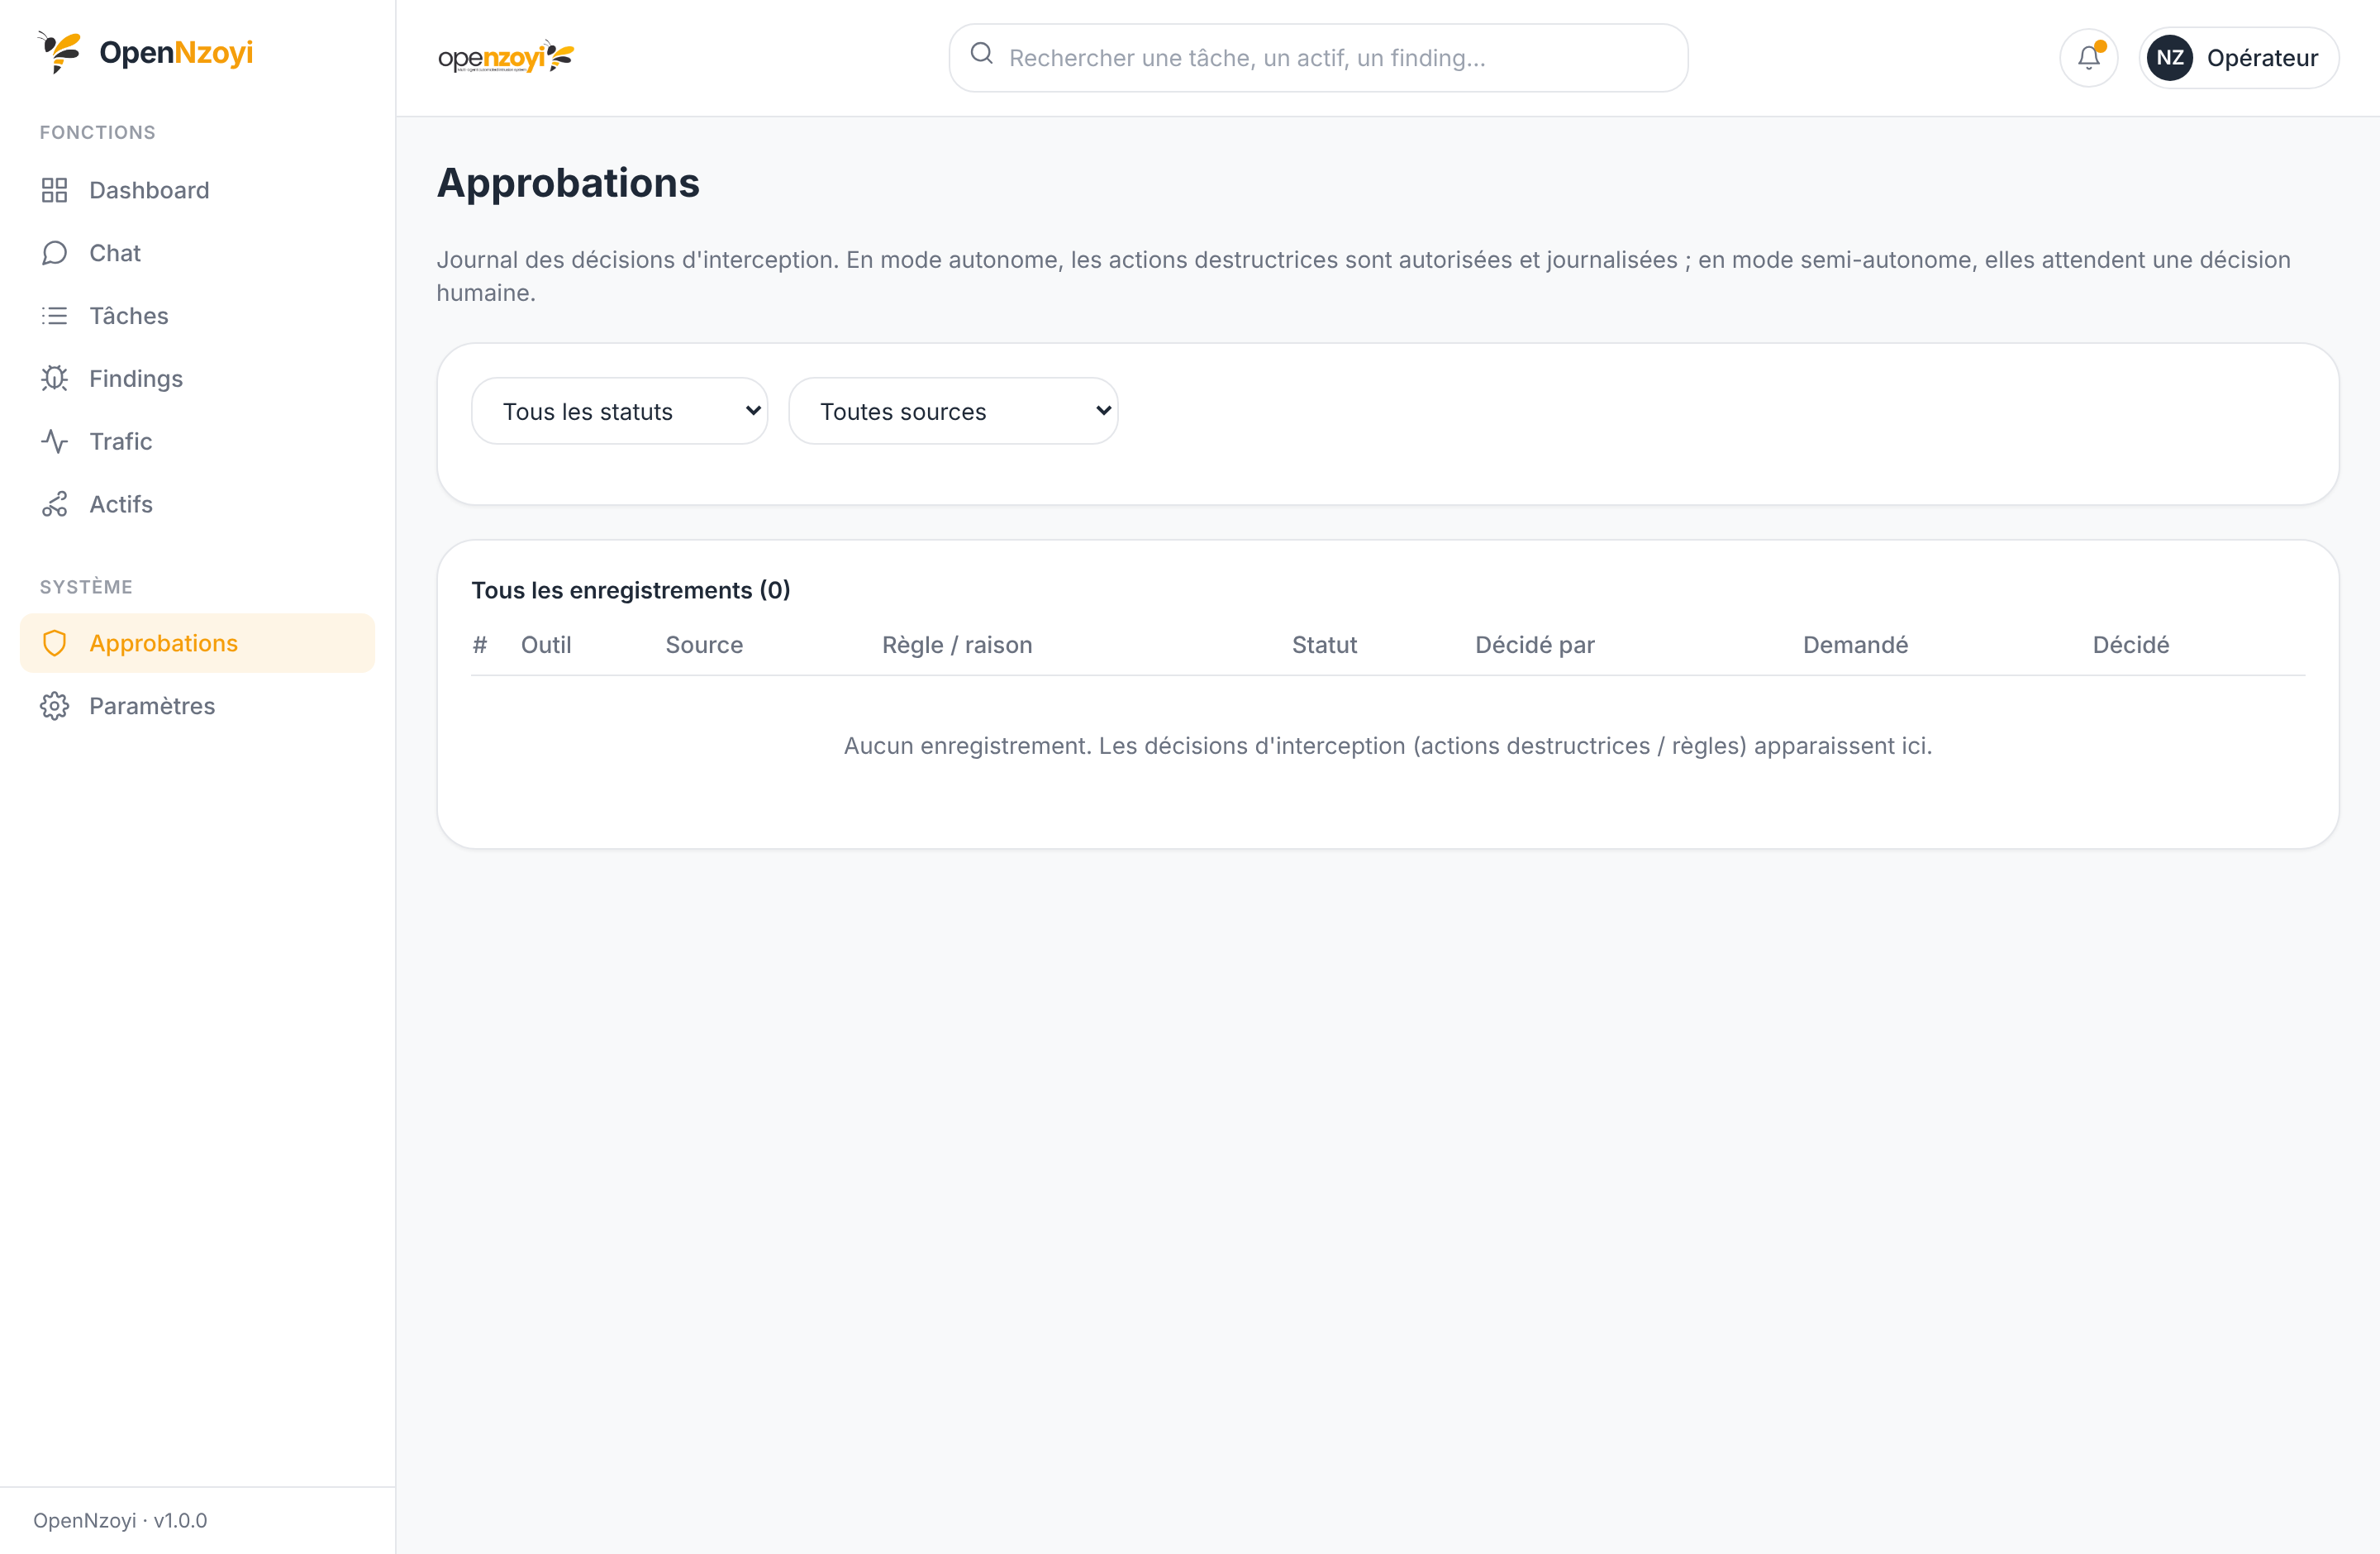 OpenNzoyi
FONCTIONS
Dashboard
Chat
Tâches
Findings
Trafic
Actifs
SYSTÈME
Approbations
Paramètres
OpenNzoyi · v1.0.0
openzoyi
Rechercher une tâche, un actif, un finding...
NZ Opérateur
Approbations
Journal des décisions d'interception. En mode autonome, les actions destructrices sont autorisées et journalisées ; en mode semi-autonome, elles attendent une décision
humaine.
Tous les statuts
Toutes sources
Tous les enregistrements (0)
# Outil Source Règle / raison Statut Décidé par Demandé Décidé
Aucun enregistrement. Les décisions d'interception (actions destructrices / règles) apparaissent ici.